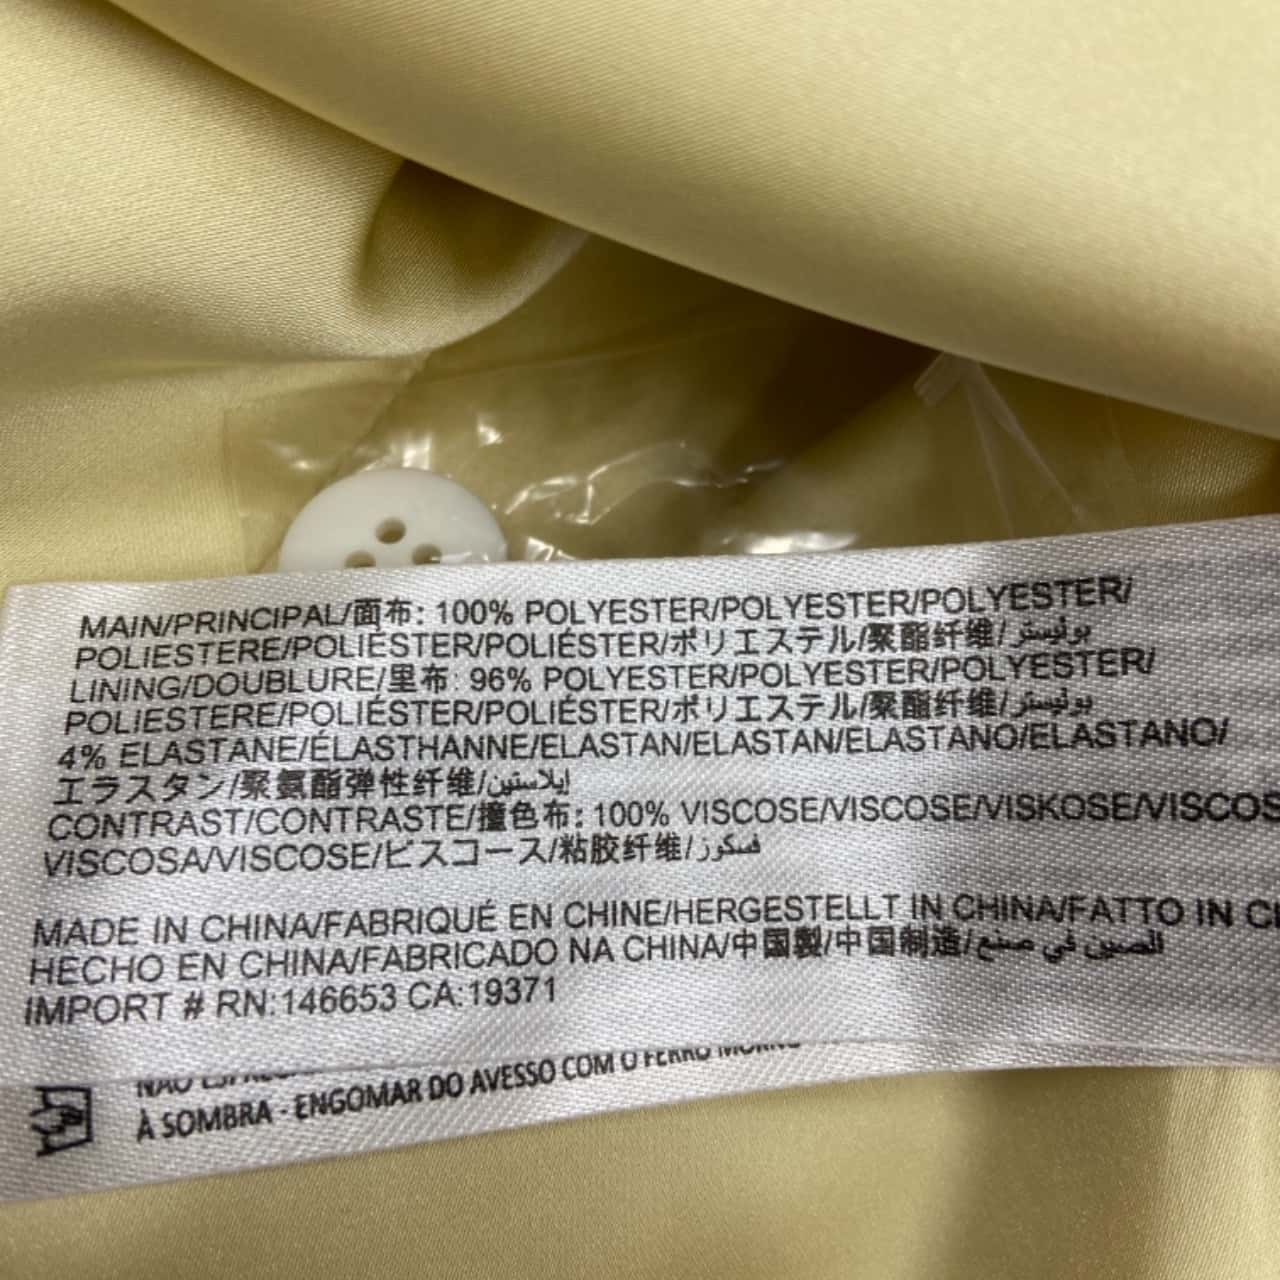 MAIN/PRINCIPAL/面布: 100% POLYESTER/POLYESTER/POLYESTER/
POLIESTERE/POLIÉSTER/POLIÉSTER/ポリエステル/聚酯纤维/بوليستر
LINING/DOUBLURE/里布: 96% POLYESTER/POLYESTER/POLYESTER/
POLIESTERE/POLIÉSTER/POLIÉSTER/ポリエステル/聚酯纤维/بوليستر
4% ELASTANE/ÉLASTHANNE/ELASTAN/ELASTAN/ELASTANO/ELASTANO/
エラスタン/聚氨酯弹性纤维/إيلاستين
CONTRAST/CONTRASTE/撞色布: 100% VISCOSE/VISCOSE/VISKOSE/VISCOS
VISCOSA/VISCOSE/ビスコース/粘胶纤维/فسكوز
MADE IN CHINA/FABRIQUÉ EN CHINE/HERGESTELLT IN CHINA/FATTO IN
HECHO EN CHINA/FABRICADO NA CHINA/中国製/中国制造/الصين في صنع
IMPORT # RN:146653 CA:19371
COM O FERRO MORNO
À SOMBRA - ENGOMAR DO AVESSO